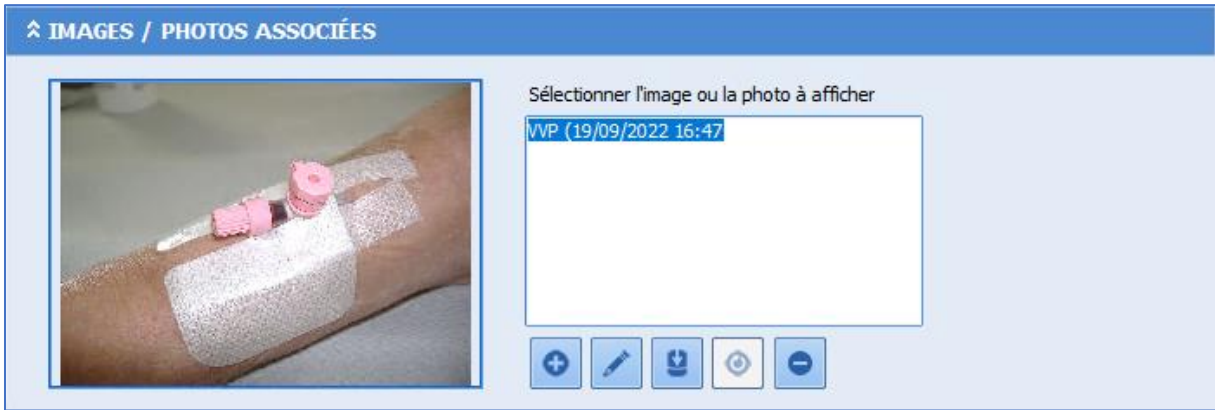 IMAGES / PHOTOS ASSOCIÉES
Sélectionner l'image ou la photo à afficher
VVP (19/09/2022 16:47